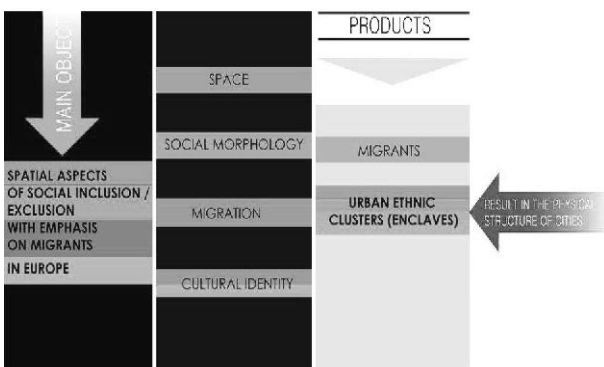 MAIN OBJECT
SPATIAL ASPECTS
OF SOCIAL INCLUSION /
EXCLUSION
WITH EMPHASIS
ON MIGRANTS
IN EUROPE
SPACE
SOCIAL MORPHOLOGY
MIGRATION
CULTURAL IDENTITY
PRODUCTS
MIGRANTS
URBAN ETHNIC
CLUSTERS (ENCLAVES)
RESULT IN THE PHYSICAL
STRUCTURE OF CITIES